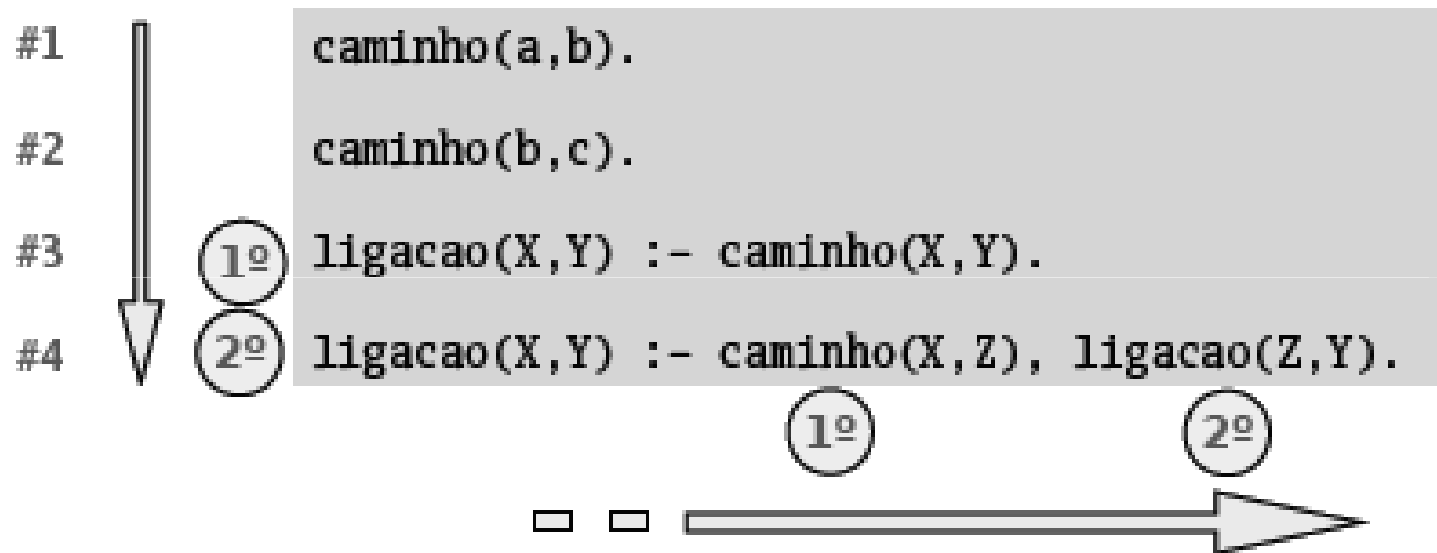 #1 caminho(a,b).
#2 caminho(b,c).
#3 1º ligacao(X,Y) :- caminho(X,Y).
#4 2º ligacao(X,Y) :- caminho(X,Z), ligacao(Z,Y).
1º 2º